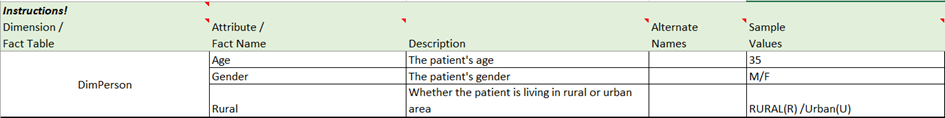 Instructions!
Dimension / Attribute / Alternate Sample
Fact Table Fact Name Description Names Values
Age The patient's age 35
DimPerson Gender The patient's gender M/F
Whether the patient is living in rural or urban
Rural area RURAL(R) /Urban(U)